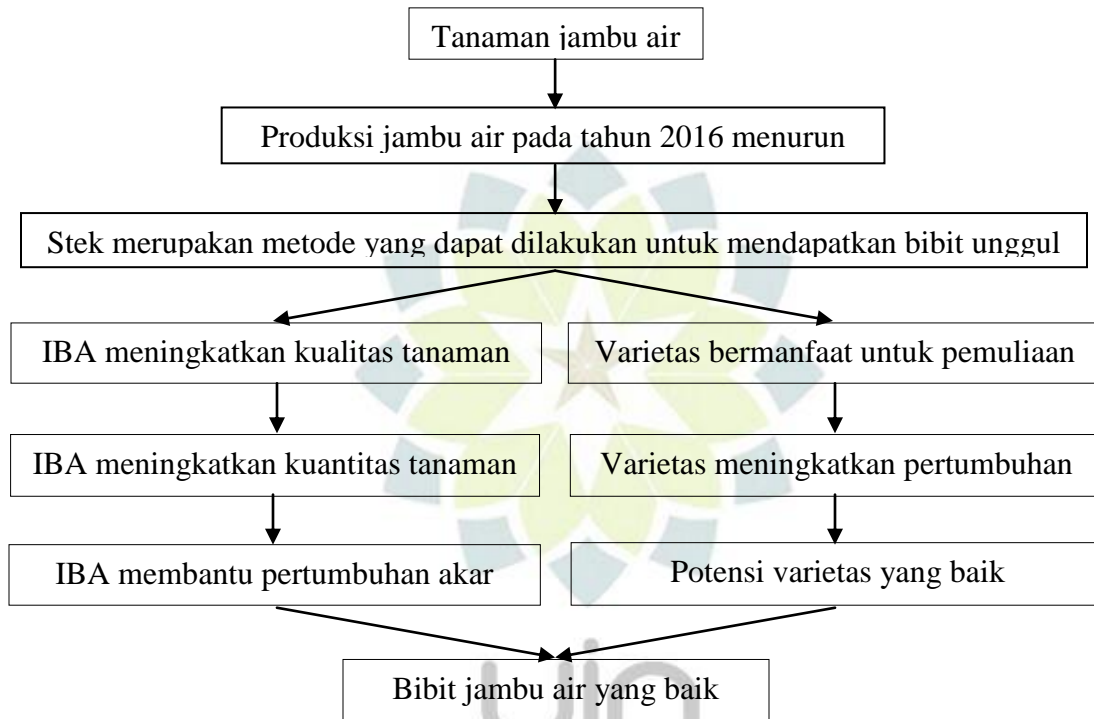 Tanaman jambu air
Produksi jambu air pada tahun 2016 menurun
Stek merupakan metode yang dapat dilakukan untuk mendapatkan bibit unggul
IBA meningkatkan kualitas tanaman
Varietas bermanfaat untuk pemuliaan
IBA meningkatkan kuantitas tanaman
Varietas meningkatkan pertumbuhan
IBA membantu pertumbuhan akar
Potensi varietas yang baik
uin
Bibit jambu air yang baik